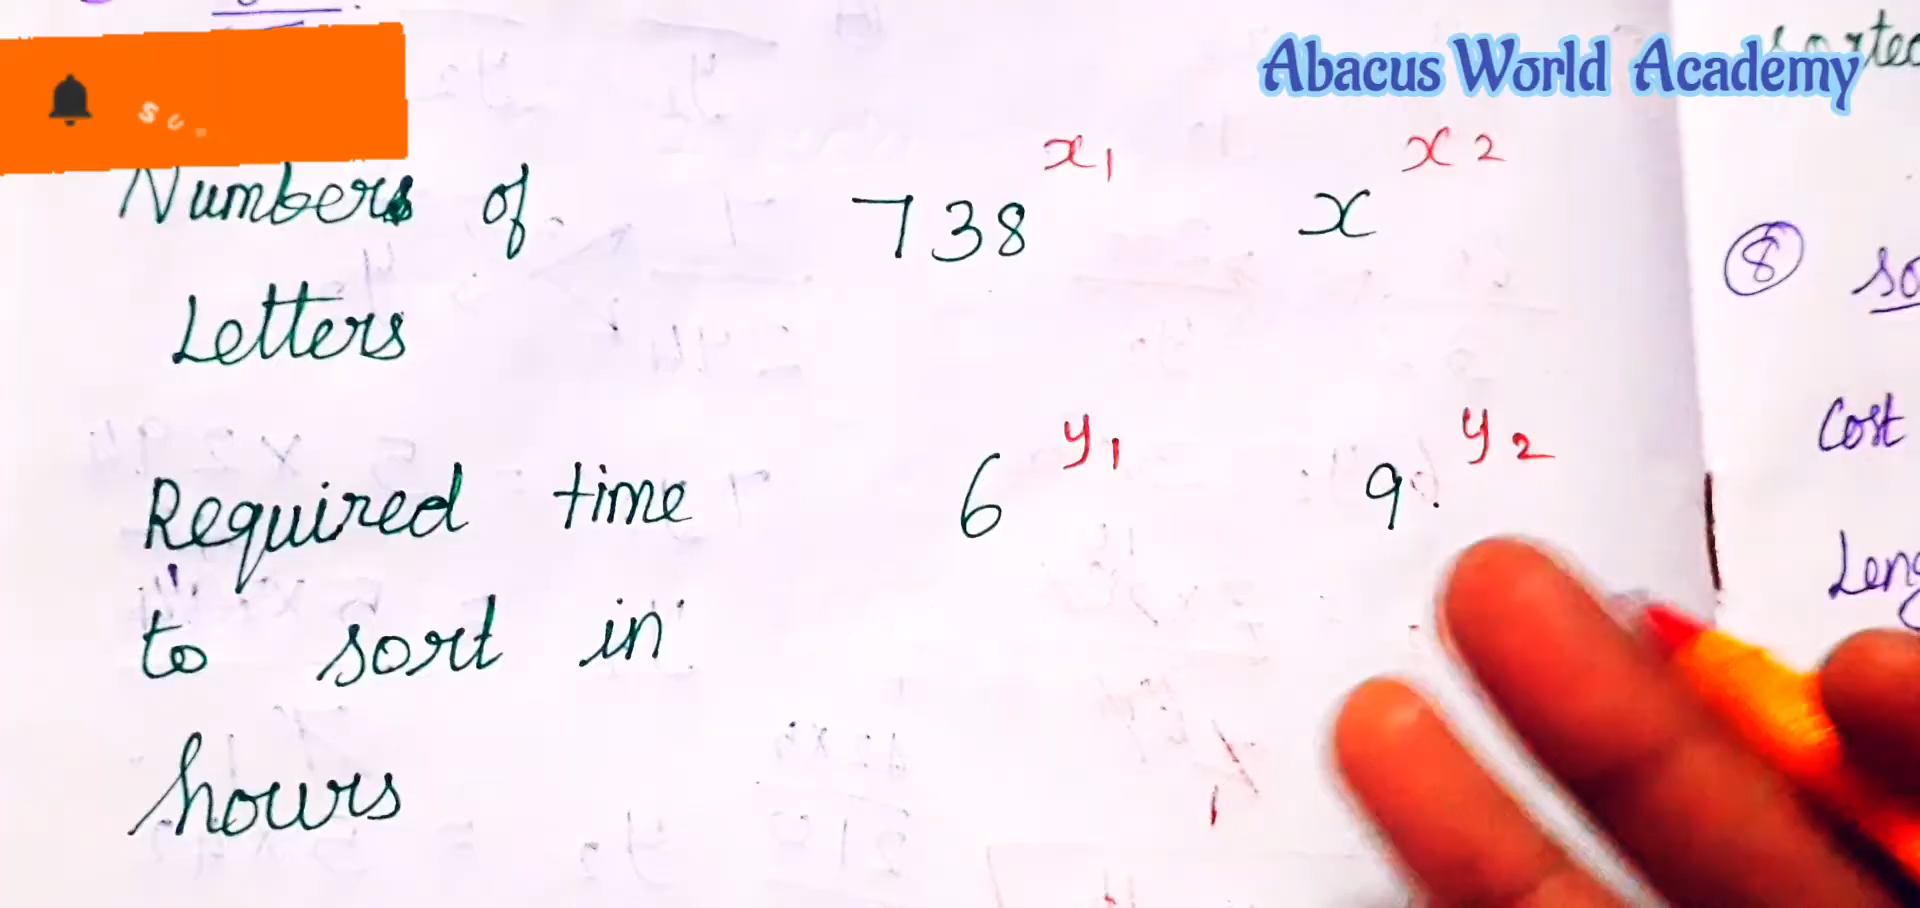 Abacus World Academy
Su
Numbers of 738 x1 x x2
Letters
8
Cost
Required time 6 y1 9 y2
to sort in
hours